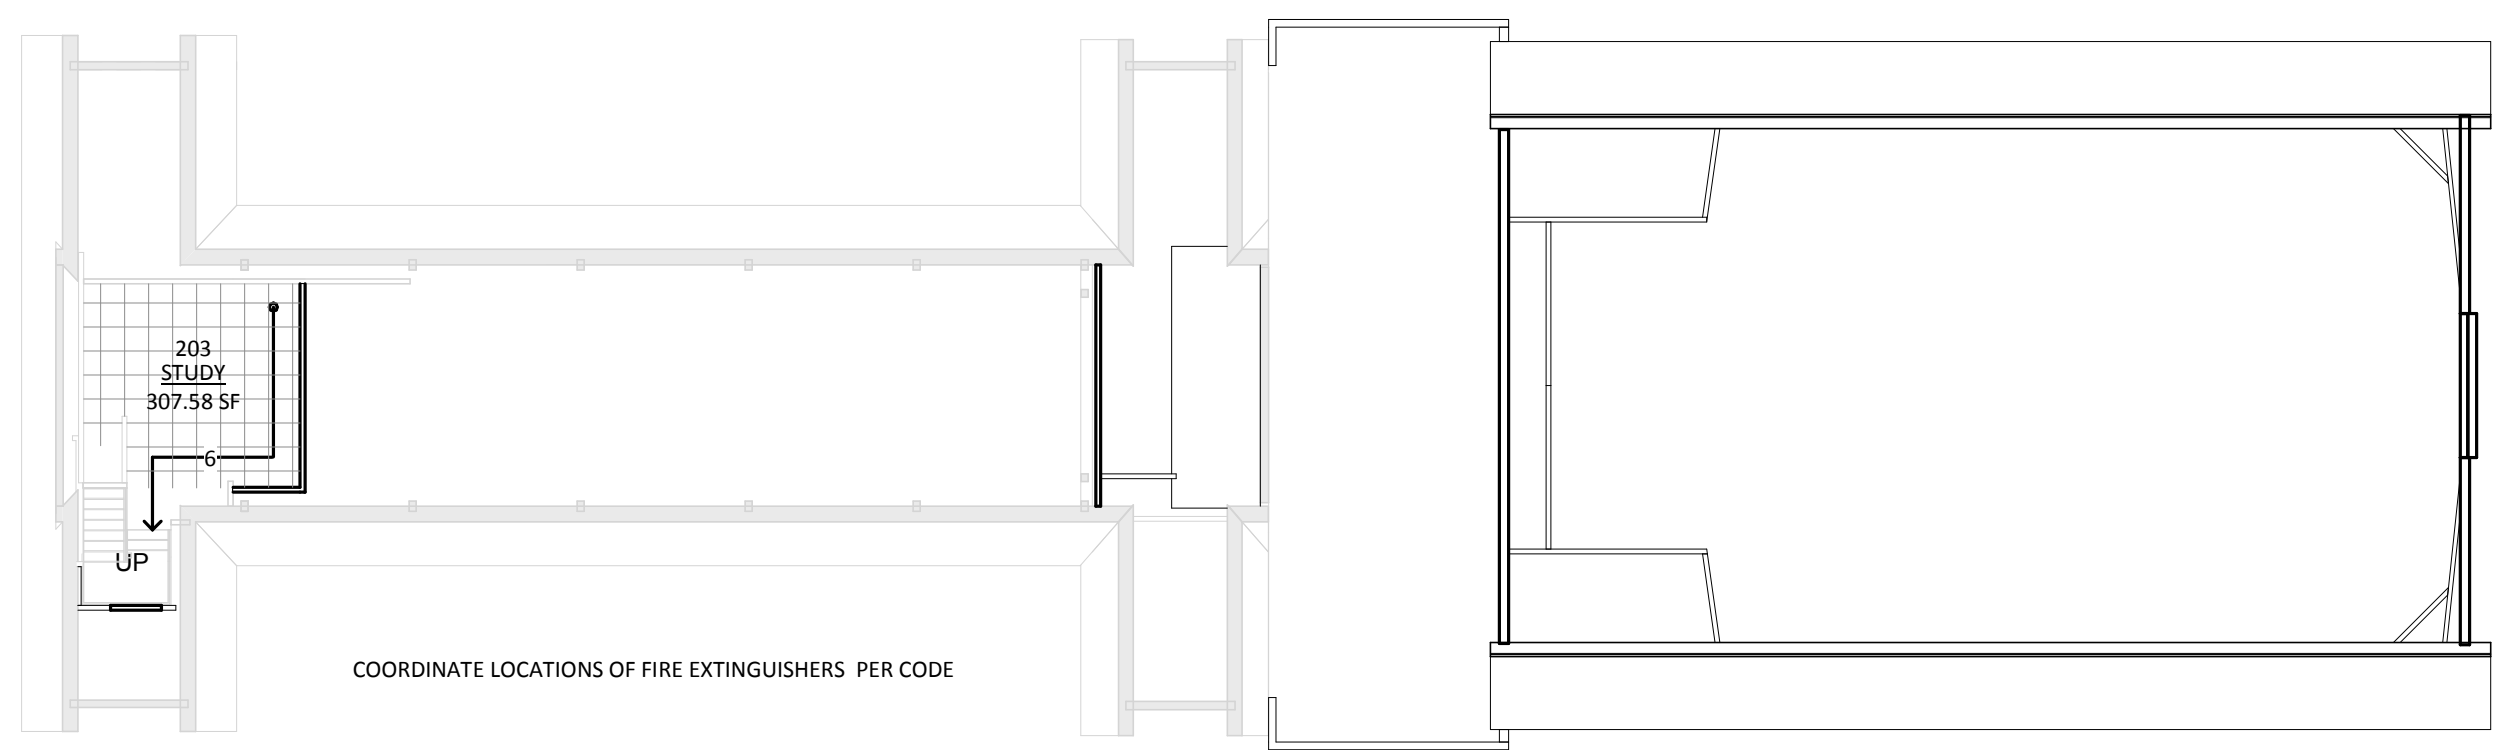 203
STUDY
307.58 SF
6
UP
COORDINATE LOCATIONS OF FIRE EXTINGUISHERS  PER CODE